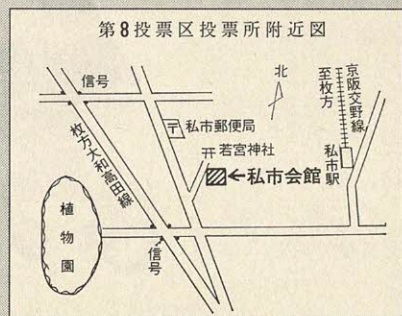 第8投票区投票所附近図
信号
北
京阪交野線
至枚方
〒私市郵便局
枚方大和高田線
若宮神社
私市駅
←私市会館
植物園
信号